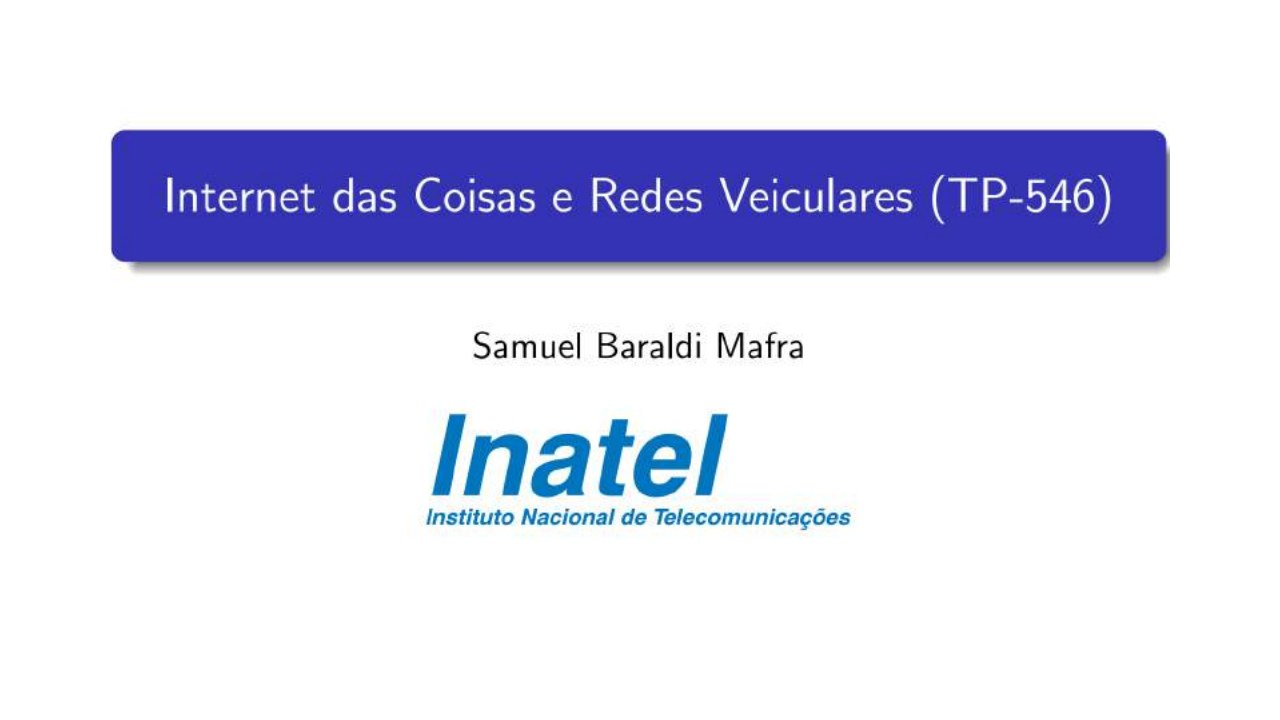 Internet das Coisas e Redes Veiculares (TP-546)
Samuel Baraldi Mafra
Inatel
Instituto Nacional de Telecomunicações